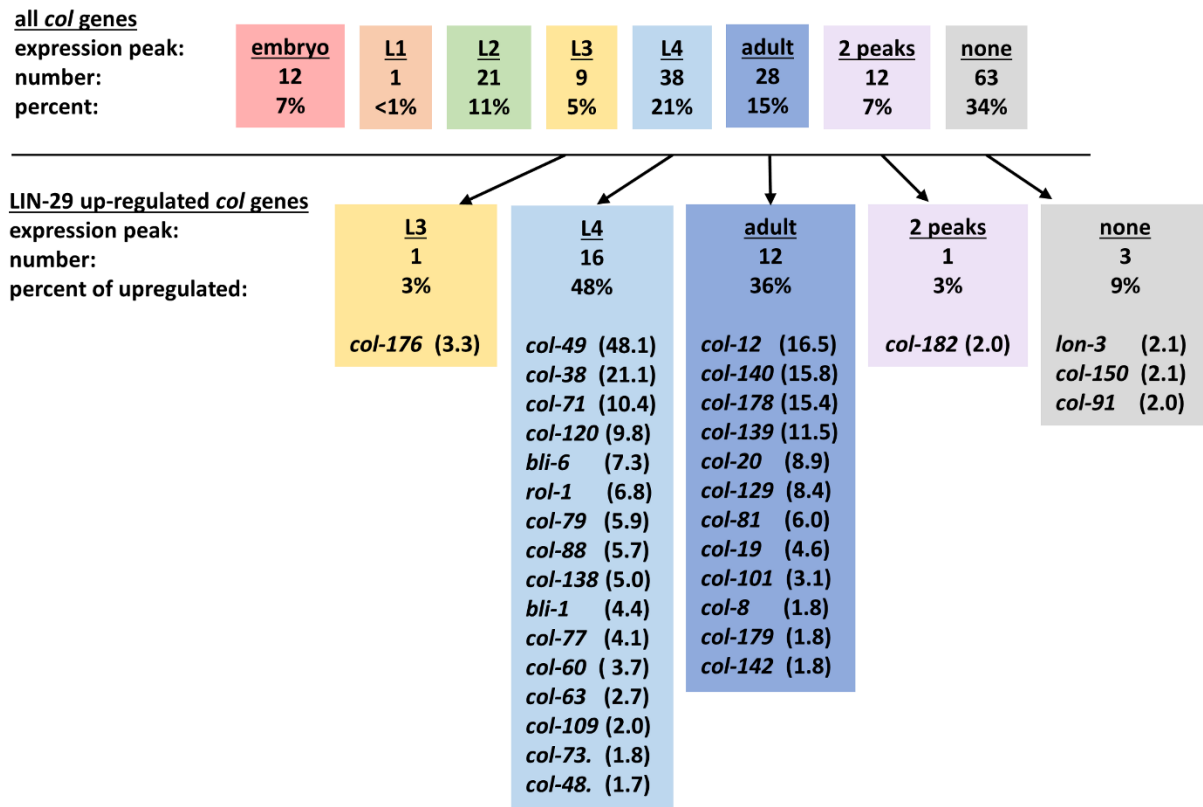 all col genes
expression peak: embryo L1 L2 L3 L4 adult 2 peaks none
number: 12 1 21 9 38 28 12 63
percent: 7% <1% 11% 5% 21% 15% 7% 34%
LIN-29 up-regulated col genes
expression peak: L3 L4 adult 2 peaks none
number: 1 16 12 1 3
percent of upregulated: 3% 48% 36% 3% 9%
col-176 (3.3) col-49 (48.1) col-12 (16.5) col-182 (2.0) lon-3 (2.1)
col-38 (21.1) col-140 (15.8) col-150 (2.1)
col-71 (10.4) col-178 (15.4) col-91 (2.0)
col-120 (9.8) col-139 (11.5)
bli-6 (7.3) col-20 (8.9)
rol-1 (6.8) col-129 (8.4)
col-79 (5.9) col-81 (6.0)
col-88 (5.7) col-19 (4.6)
col-138 (5.0) col-101 (3.1)
bli-1 (4.4) col-8 (1.8)
col-77 (4.1) col-179 (1.8)
col-60 ( 3.7) col-142 (1.8)
col-63 (2.7)
col-109 (2.0)
col-73. (1.8)
col-48. (1.7)